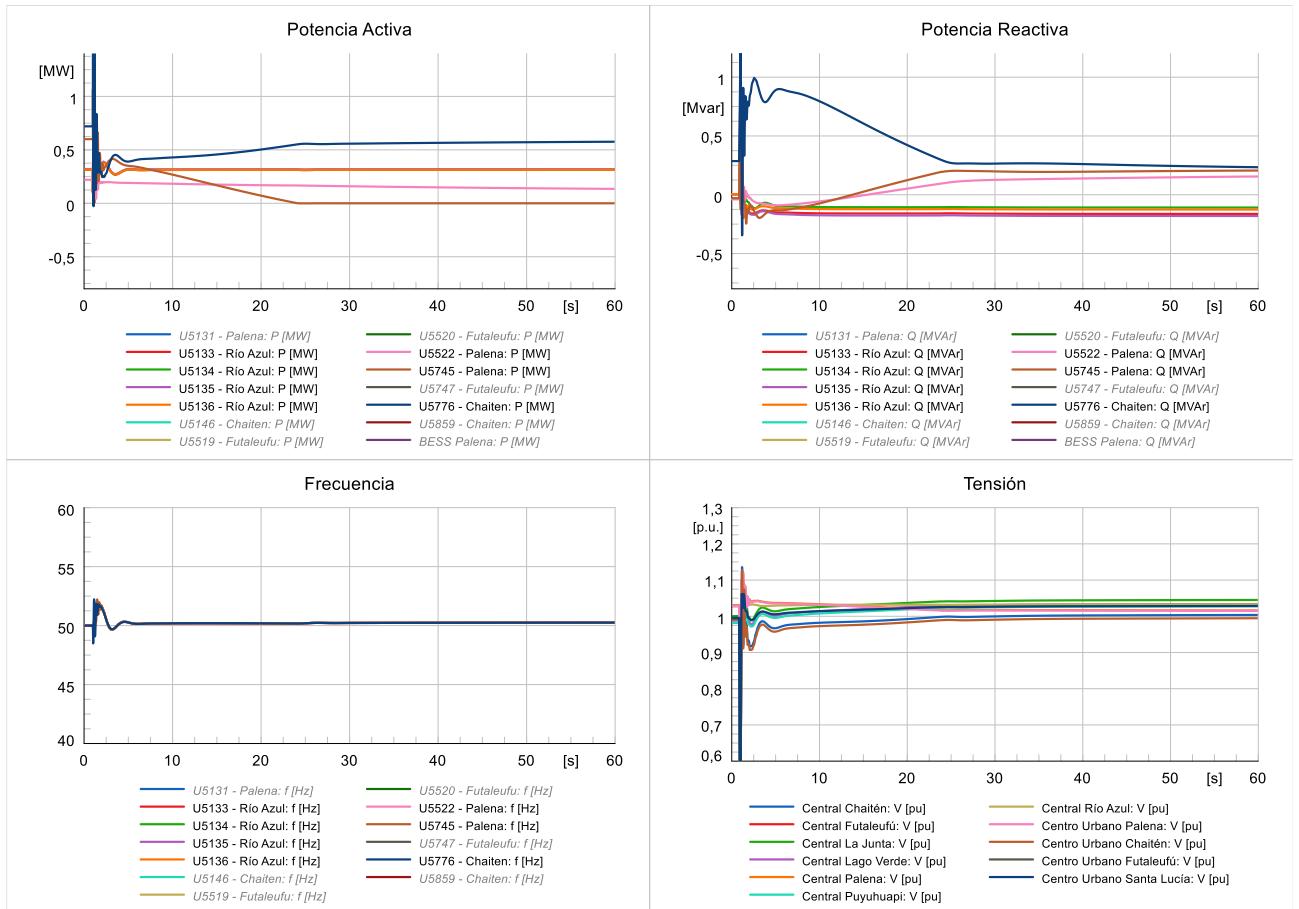 Potencia Activa
[MW]
1
0,5
0
-0,5
0 10 20 30 40 50 [s] 60
U5131 - Palena: P [MW] U5520 - Futaleufu: P [MW]
U5133 - Río Azul: P [MW] U5522 - Palena: P [MW]
U5134 - Río Azul: P [MW] U5745 - Palena: P [MW]
U5135 - Río Azul: P [MW] U5747 - Futaleufu: P [MW]
U5136 - Río Azul: P [MW] U5776 - Chaiten: P [MW]
U5146 - Chaiten: P [MW] U5859 - Chaiten: P [MW]
U5519 - Futaleufu: P [MW] BESS Palena: P [MW]
Potencia Reactiva
1
[Mvar]
0,5
0
-0,5
0 10 20 30 40 50 [s] 60
U5131 - Palena: Q [MVAr] U5520 - Futaleufu: Q [MVAr]
U5133 - Río Azul: Q [MVAr] U5522 - Palena: Q [MVAr]
U5134 - Río Azul: Q [MVAr] U5745 - Palena: Q [MVAr]
U5135 - Río Azul: Q [MVAr] U5747 - Futaleufu: Q [MVAr]
U5136 - Río Azul: Q [MVAr] U5776 - Chaiten: Q [MVAr]
U5146 - Chaiten: Q [MVAr] U5859 - Chaiten: Q [MVAr]
U5519 - Futaleufu: Q [MVAr] BESS Palena: Q [MVAr]
Frecuencia
60
55
50
45
40
0 10 20 30 40 50 [s] 60
U5131 - Palena: f [Hz] U5520 - Futaleufu: f [Hz]
U5133 - Río Azul: f [Hz] U5522 - Palena: f [Hz]
U5134 - Río Azul: f [Hz] U5745 - Palena: f [Hz]
U5135 - Río Azul: f [Hz] U5747 - Futaleufu: f [Hz]
U5136 - Río Azul: f [Hz] U5776 - Chaiten: f [Hz]
U5146 - Chaiten: f [Hz] U5859 - Chaiten: f [Hz]
U5519 - Futaleufu: f [Hz]
Tensión
1,3
[p.u.]
1,2
1,1
1
0,9
0,8
0,7
0,6
0 10 20 30 40 50 [s] 60
Central Chaitén: V [pu] Central Río Azul: V [pu]
Central Futaleufú: V [pu] Centro Urbano Palena: V [pu]
Central La Junta: V [pu] Centro Urbano Chaitén: V [pu]
Central Lago Verde: V [pu] Centro Urbano Futaleufú: V [pu]
Central Palena: V [pu] Centro Urbano Santa Lucía: V [pu]
Central Puyuhuapi: V [pu]